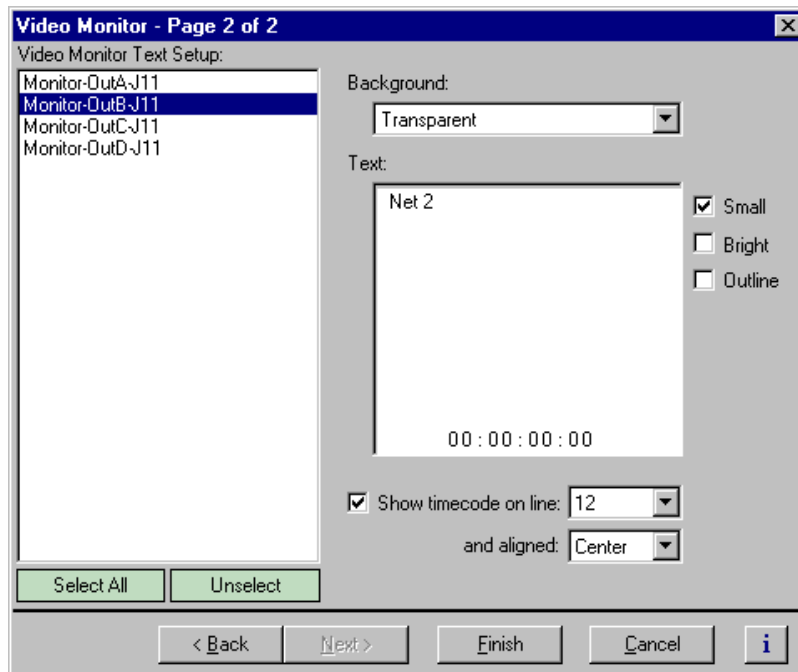 Video Monitor - Page 2 of 2
Video Monitor Text Setup:
Monitor-OutA-J11
Monitor-OutB-J11
Monitor-OutC-J11
Monitor-OutD-J11
Select All
Unselect
Background:
Transparent
Text:
Net 2
00:00:00:00
Small
Bright
Outline
Show timecode on line: 12
and aligned: Center
< Back
Next >
Finish
Cancel
i